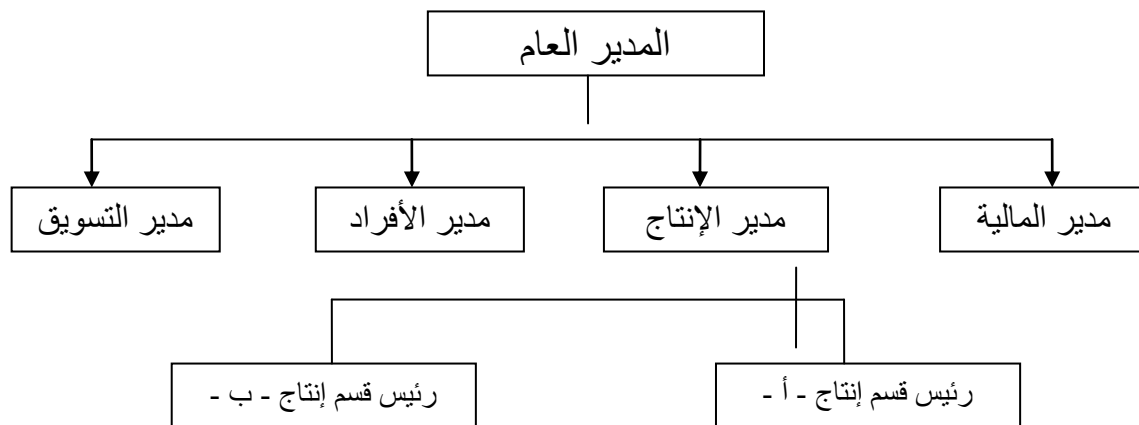 المدير العام
مدير المالية
مدير الإنتاج
مدير الأفراد
مدير التسويق
رئيس قسم إنتاج - أ -
رئيس قسم إنتاج - ب -